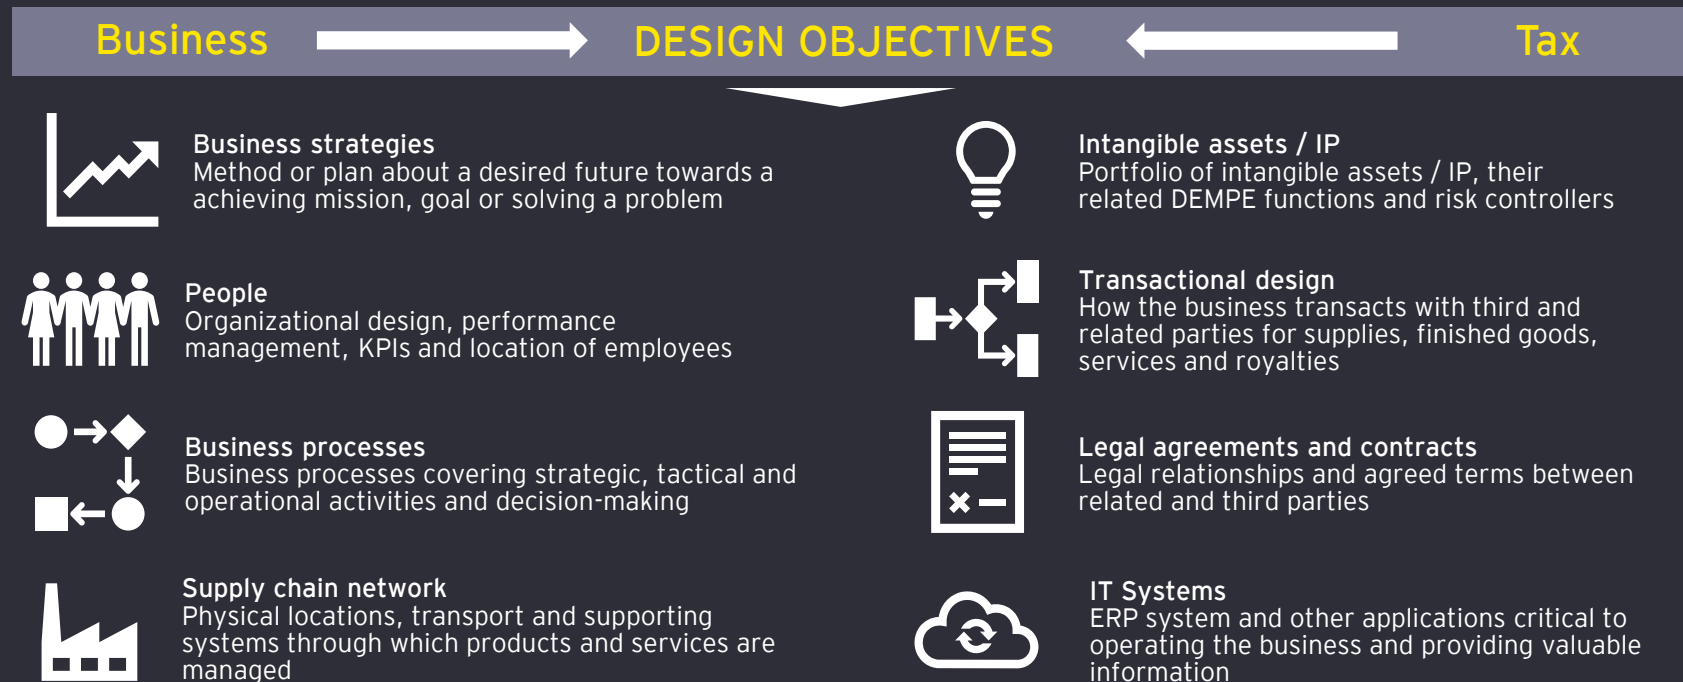 Business
DESIGN OBJECTIVES
Tax
Business strategies
Method or plan about a desired future towards a
achieving mission, goal or solving a problem
People
Organizational design, performance
management, KPIs and location of employees
Business processes
Business processes covering strategic, tactical and
operational activities and decision-making
Supply chain network
Physical locations, transport and supporting
systems through which products and services are
managed
Intangible assets / IP
Portfolio of intangible assets / IP, their
related DEMPE functions and risk controllers
Transactional design
How the business transacts with third and
related parties for supplies, finished goods,
services and royalties
Legal agreements and contracts
Legal relationships and agreed terms between
related and third parties
IT Systems
ERP system and other applications critical to
operating the business and providing valuable
information